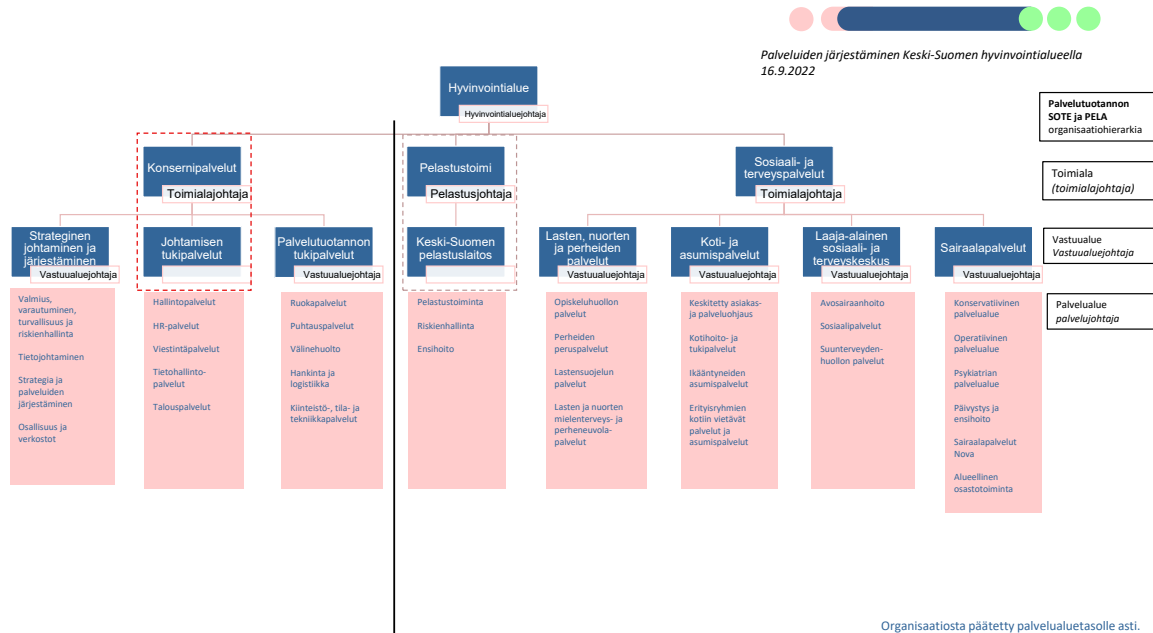 Palveluiden järjestäminen Keski-Suomen hyvinvointialueella
16.9.2022
Hyvinvointialue
Hyvinvointialuejohtaja
Palvelutuotannon
SOTE ja PELA
organisaatiohierarkia
Konsernipalvelut
Toimialajohtaja
Pelastustoimi
Pelastusjohtaja
Sosiaali- ja
terveyspalvelut
Toimialajohtaja
Toimiala
(toimialajohtaja)
Strateginen
johtaminen ja
järjestäminen
Vastuualuejohtaja
Johtamisen
tukipalvelut
Palvelutuotannon
tukipalvelut
Vastuualuejohtaja
Keski-Suomen
pelastuslaitos
Lasten, nuorten
ja perheiden
palvelut
Vastuualuejohtaja
Koti- ja
asumispalvelut
Vastuualuejohtaja
Laaja-alainen
sosiaali- ja
terveyskeskus
Vastuualuejohtaja
Sairaalapalvelut
Vastuualuejohtaja
Vastuualue
Vastuualuejohtaja
Valmius,
varautuminen,
turvallisuus ja
riskienhallinta
Tietojohtaminen
Strategia ja
palveluiden
järjestäminen
Osallisuus ja
verkostot
Hallintopalvelut
HR-palvelut
Viestintäpalvelut
Tietohallinto-
palvelut
Talouspalvelut
Ruokapalvelut
Puhtauspalvelut
Välinehuolto
Hankinta ja
logistiikka
Kiinteistö-, tila- ja
tekniikkapalvelut
Pelastustoiminta
Riskienhallinta
Ensihoito
Opiskeluhuollon
palvelut
Perheiden
peruspalvelut
Lastensuojelun
palvelut
Lasten ja nuorten
mielenterveys- ja
perheneuvola-
palvelut
Keskitetty asiakas-
ja palveluohjaus
Kotihoito- ja
tukipalvelut
Ikääntyneiden
asumispalvelut
Erityisryhmien
kotiin vietävät
palvelut ja
asumispalvelut
Avosairaanhoito
Sosiaalipalvelut
Suunterveyden-
huollon palvelut
Konservatiivinen
palvelualue
Operatiivinen
palvelualue
Psykiatrian
palvelualue
Päivystys ja
ensihoito
Sairaalapalvelut
Nova
Alueellinen
osastotoiminta
Palvelualue
palvelujohtaja
Organisaatiosta päätetty palvelualuetasolle asti.